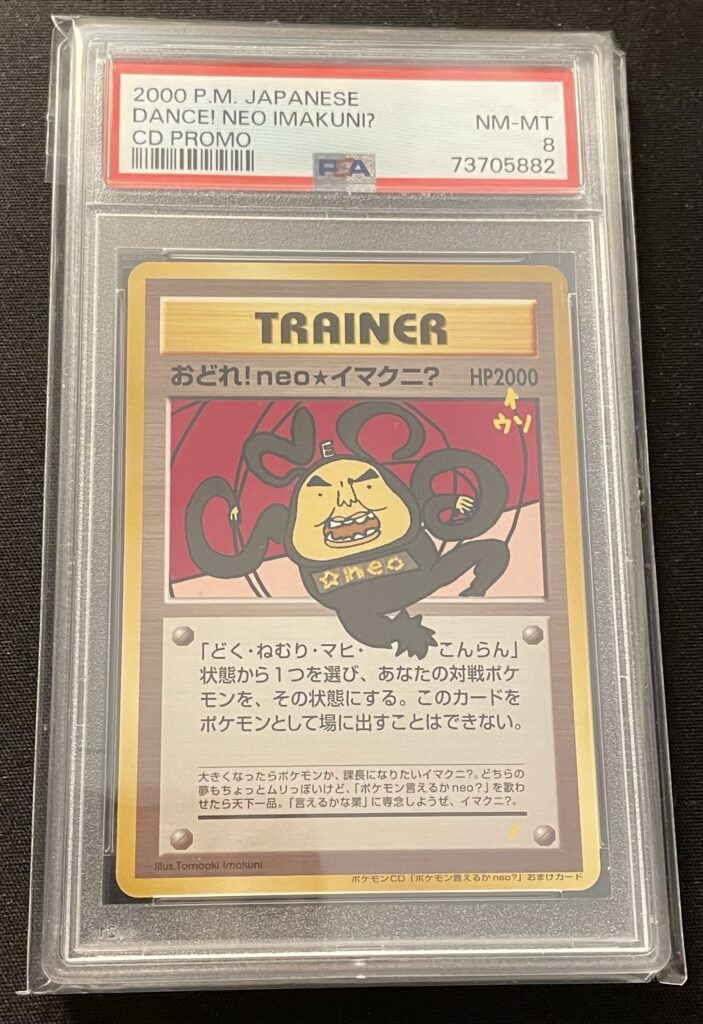 2000 P.M. JAPANESE
DANCE! NEO IMAKUNI?
CD PROMO
NM-MT
8
73705882
PSA
TRAINER
おどれ!neo★イマクニ? HP2000
↑
ウソ
E
☆neo
「どく・ねむり・マヒ・ こんらん」
状態から1つを選び、あなたの対戦ポケ
モンを、その状態にする。このカードを
ポケモンとして場に出すことはできない。
大きくなったらポケモンか、課長になりたいイマクニ?。どちらの
夢もちょっとムリっぽいけど、「ポケモン言えるかneo?」を歌わ
せたら天下一品。「言えるかな業」に専念しようぜ、イマクニ?。
Illus.Tomoaki Imakuni
ポケモンCD「ポケモン言えるかneo?」おまけカード